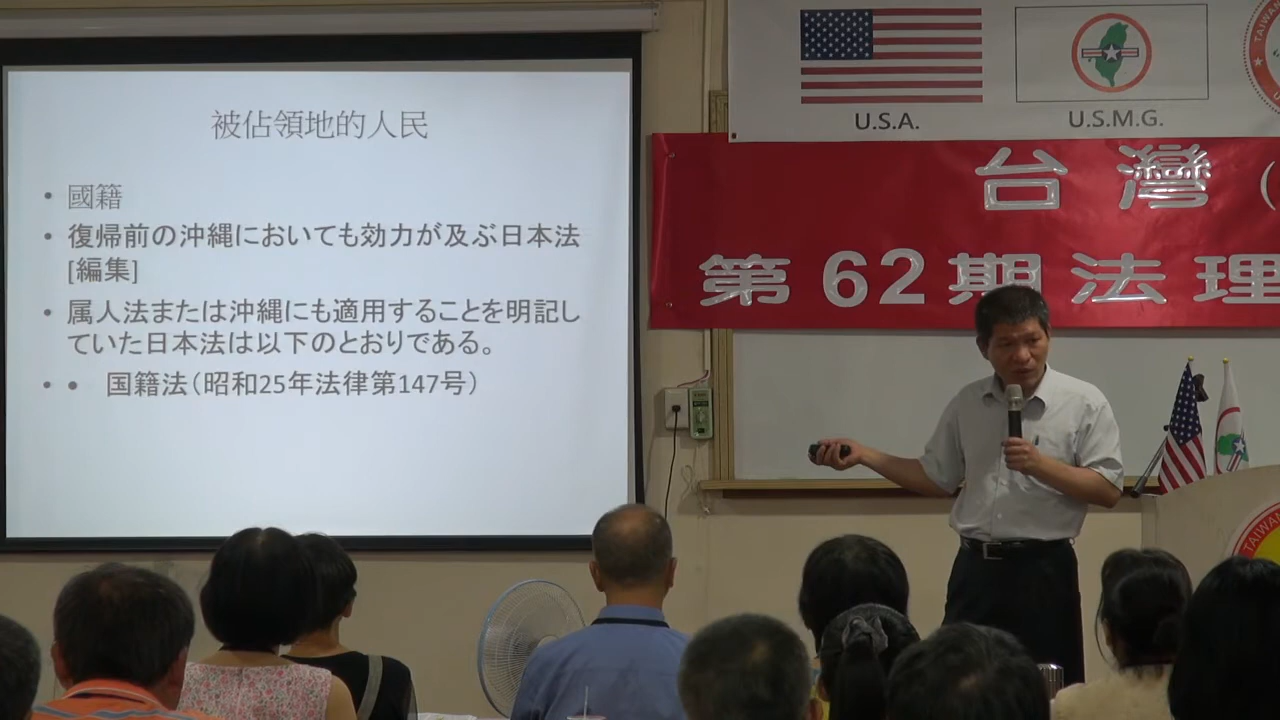 被佔領地的人民
• 國籍
• 復帰前の沖縄においても効力が及ぶ日本法
[編集]
• 属人法または沖縄にも適用することを明記し
ていた日本法は以下のとおりである。
• • 国籍法（昭和25年法律第147号）
U.S.A.
U.S.M.G.
TAIWAN
台灣（
第62期法理
TAIWAN